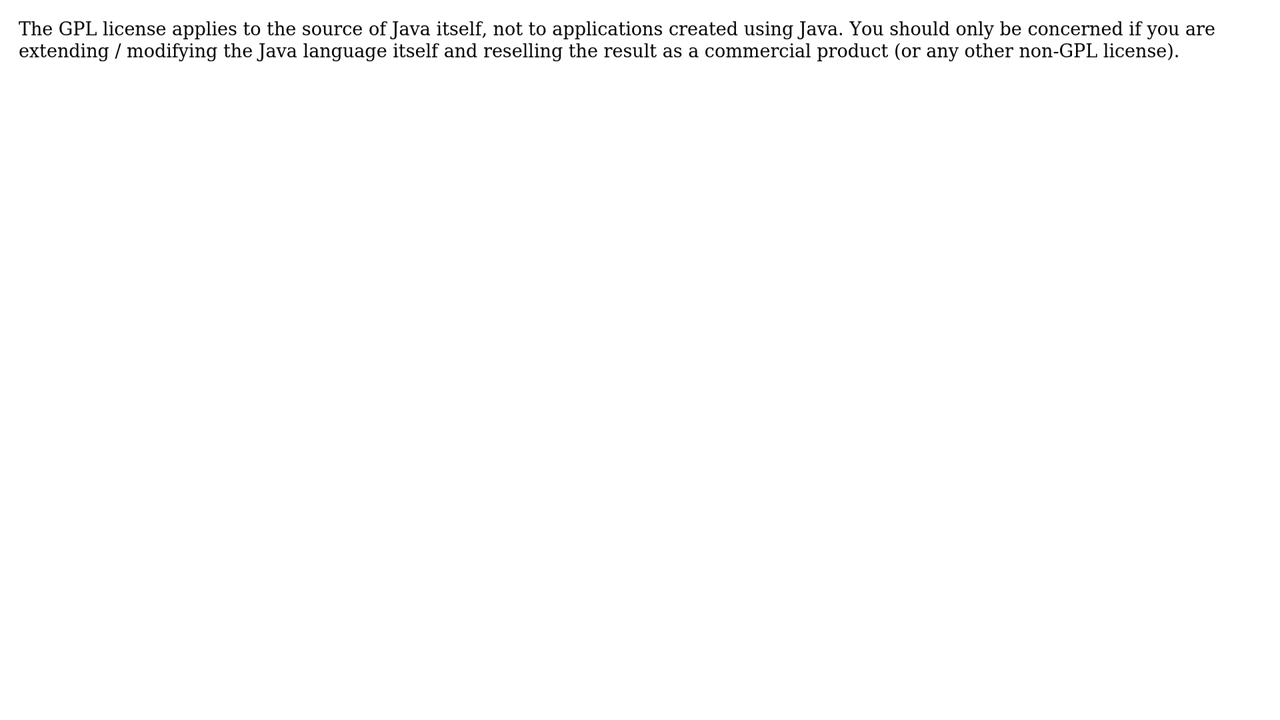 The GPL license applies to the source of Java itself, not to applications created using Java. You should only be concerned if you are
extending / modifying the Java language itself and reselling the result as a commercial product (or any other non-GPL license).